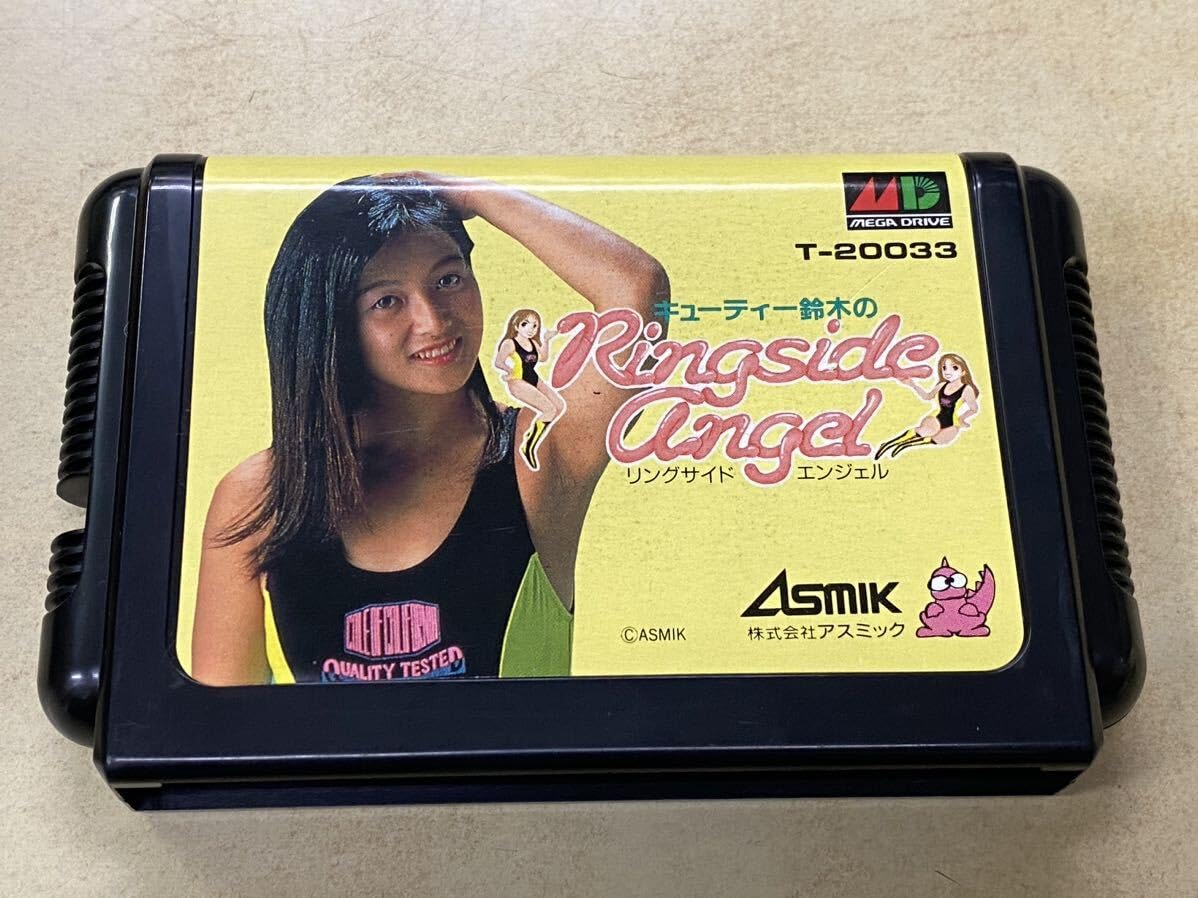 MD
MEGA DRIVE
T-20033
キューティー鈴木の
Ringside
angel
リングサイド エンジェル
QUALITY TESTED
ASMIK
©ASMIK
株式会社アスミック